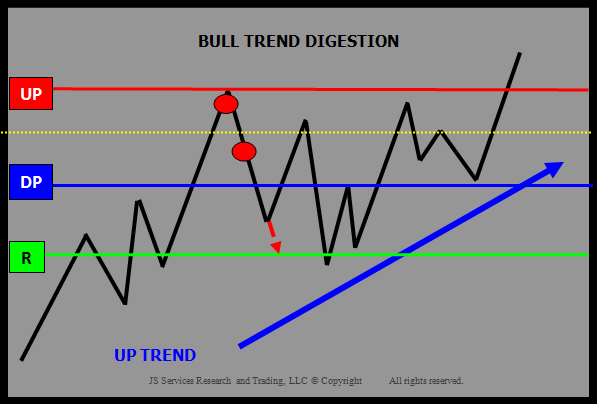 BULL TREND DIGESTION
UP
DP
R
UP TREND
JS Services Research and Trading, LLC © Copyright All rights reserved.